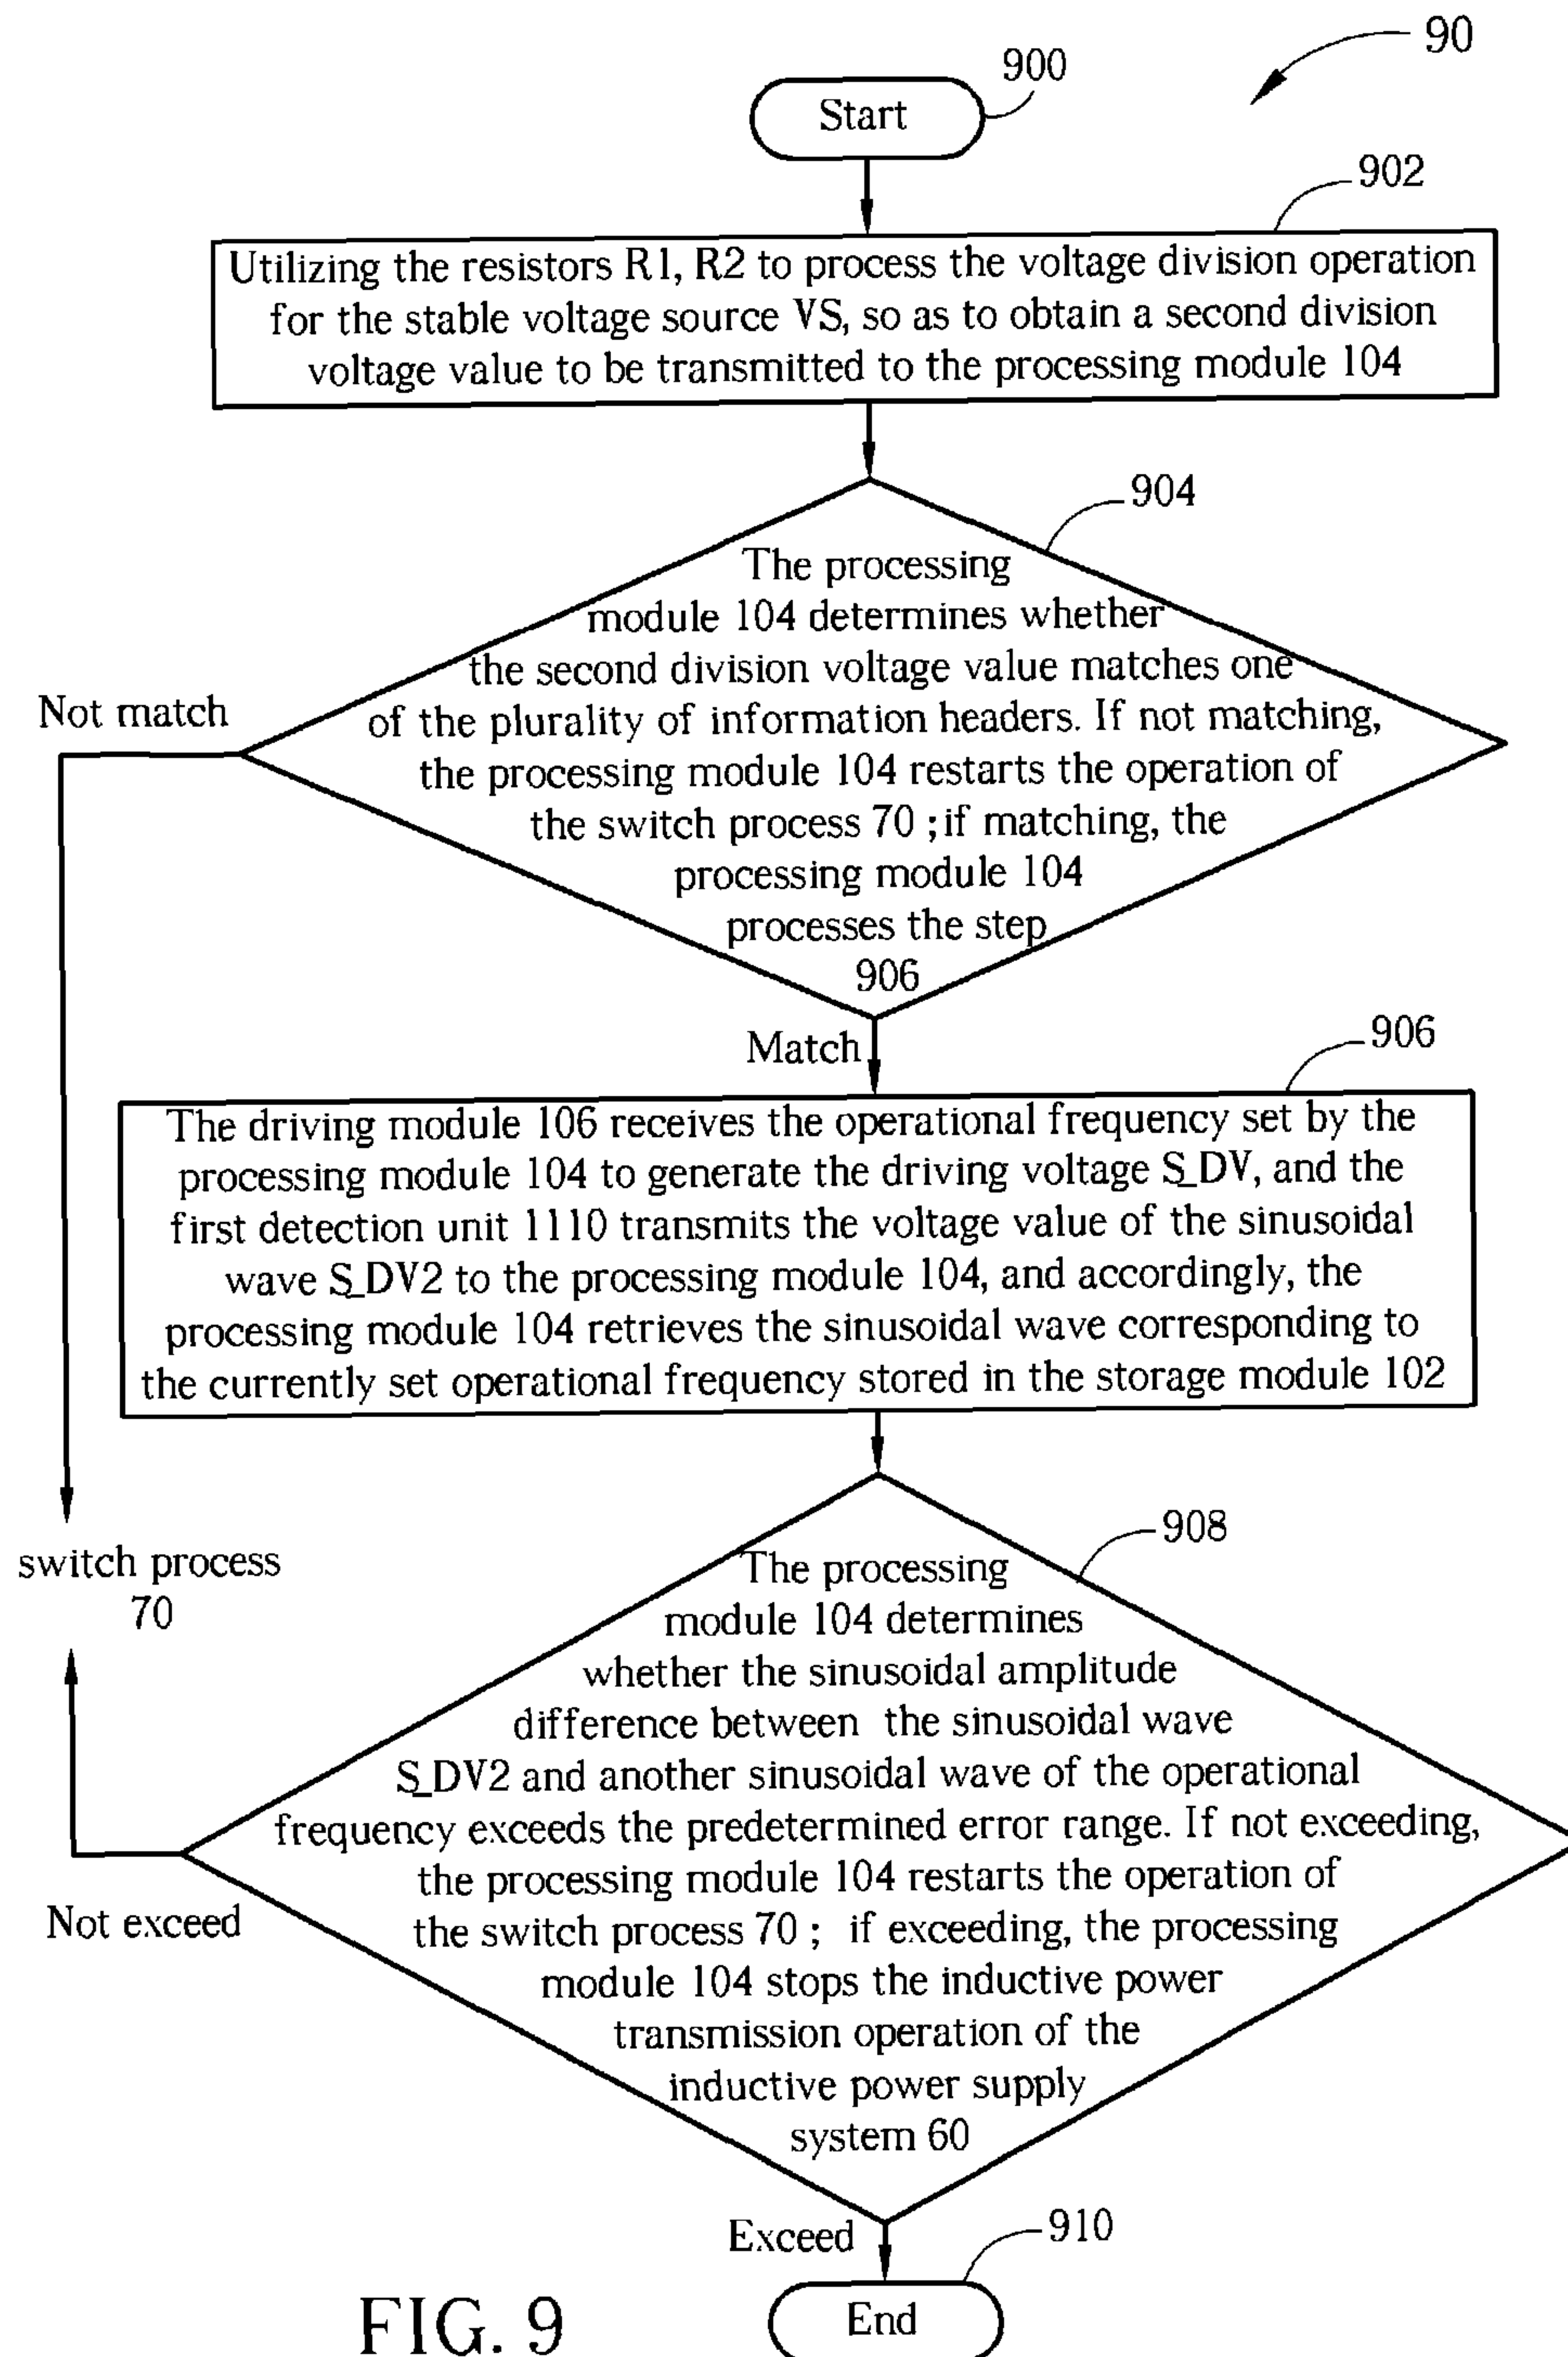 90
900
Start
902
Utilizing the resistors R1, R2 to process the voltage division operation
for the stable voltage source VS, so as to obtain a second division
voltage value to be transmitted to the processing module 104
904
The processing
module 104 determines whether
the second division voltage value matches one
of the plurality of information headers. If not matching,
the processing module 104 restarts the operation of
the switch process 70 ; if matching, the
processing module 104
processes the step
906
Not match
Match
906
The driving module 106 receives the operational frequency set by the
processing module 104 to generate the driving voltage S_DV, and the
first detection unit 1110 transmits the voltage value of the sinusoidal
wave S_DV2 to the processing module 104, and accordingly, the
processing module 104 retrieves the sinusoidal wave corresponding to
the currently set operational frequency stored in the storage module 102
switch process
70
908
The processing
module 104 determines
whether the sinusoidal amplitude
difference between the sinusoidal wave
S_DV2 and another sinusoidal wave of the operational
frequency exceeds the predetermined error range. If not exceeding,
the processing module 104 restarts the operation of
the switch process 70 ; if exceeding, the processing
module 104 stops the inductive power
transmission operation of the
inductive power supply
system 60
Not exceed
Exceed
910
End
FIG. 9